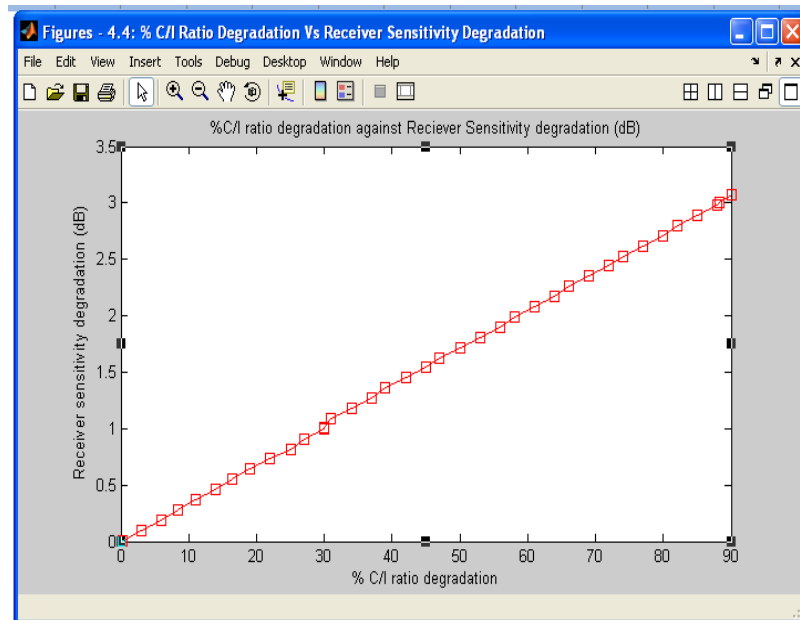 Figures - 4.4: % C/I Ratio Degradation Vs Receiver Sensitivity Degradation
File Edit View Insert Tools Debug Desktop Window Help
%C/I ratio degradation against Reciever Sensitivity degradation (dB)
Receiver sensitivity degradation (dB)
3.5
3
2.5
2
1.5
1
0.5
0
0 10 20 30 40 50 60 70 80 90
% C/I ratio degradation